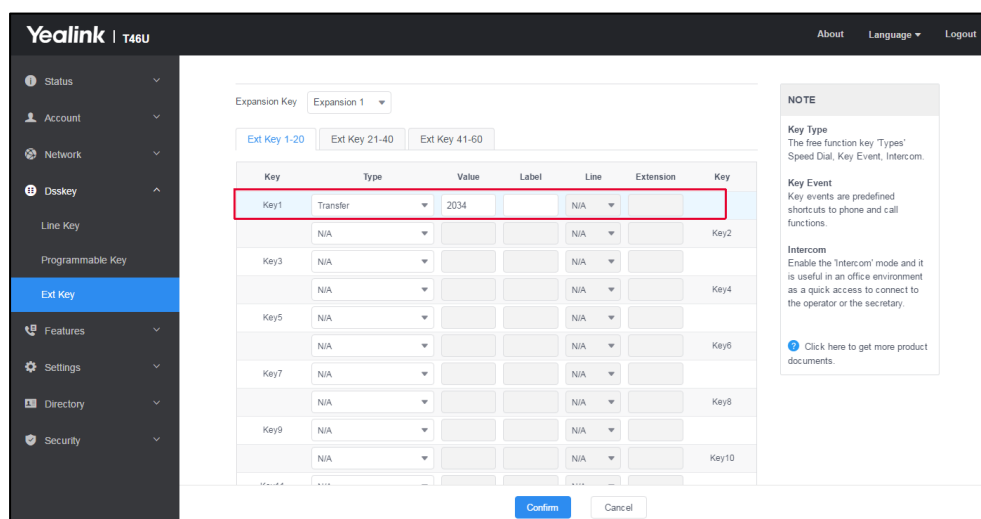 Yealink | T46U
About Language Logout
Status
Account
Network
Dsskey
Line Key
Programmable Key
Ext Key
Features
Settings
Directory
Security
Expansion Key Expansion 1
Ext Key 1-20 Ext Key 21-40 Ext Key 41-60
Key Type Value Label Line Extension Key
Key1 Transfer 2034 N/A
N/A N/A Key2
Key3 N/A N/A
N/A N/A Key4
Key5 N/A N/A
N/A N/A Key6
Key7 N/A N/A
N/A N/A Key8
Key9 N/A N/A
N/A N/A Key10
Confirm Cancel
NOTE
Key Type
The free function key 'Types'
Speed Dial, Key Event, Intercom.
Key Event
Key events are predefined
shortcuts to phone and call
functions.
Intercom
Enable the 'Intercom' mode and it
is useful in an office environment
as a quick access to connect to
the operator or the secretary.
Click here to get more product
documents.